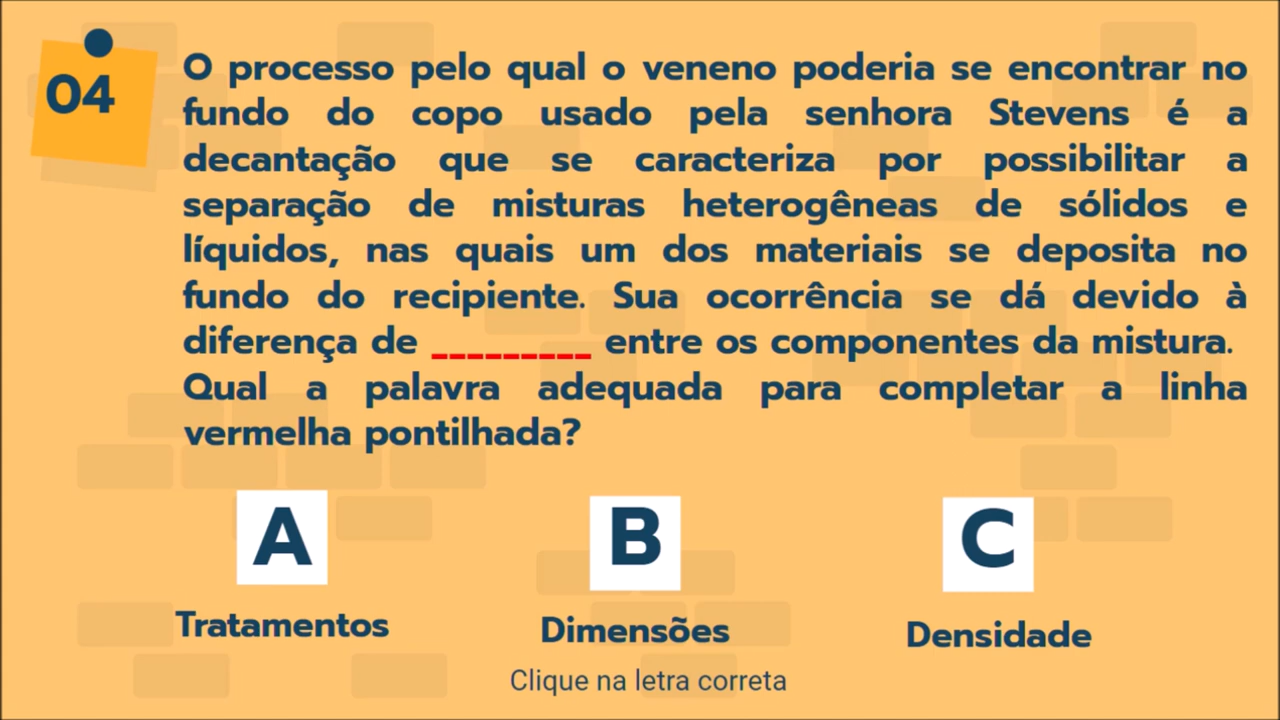 04
O processo pelo qual o veneno poderia se encontrar no
fundo do copo usado pela senhora Stevens é a
decantação que se caracteriza por possibilitar a
separação de misturas heterogêneas de sólidos e
líquidos, nas quais um dos materiais se deposita no
fundo do recipiente. Sua ocorrência se dá devido à
diferença de _________ entre os componentes da mistura.
Qual a palavra adequada para completar a linha
vermelha pontilhada?
A
B
C
Tratamentos
Dimensões
Densidade
Clique na letra correta